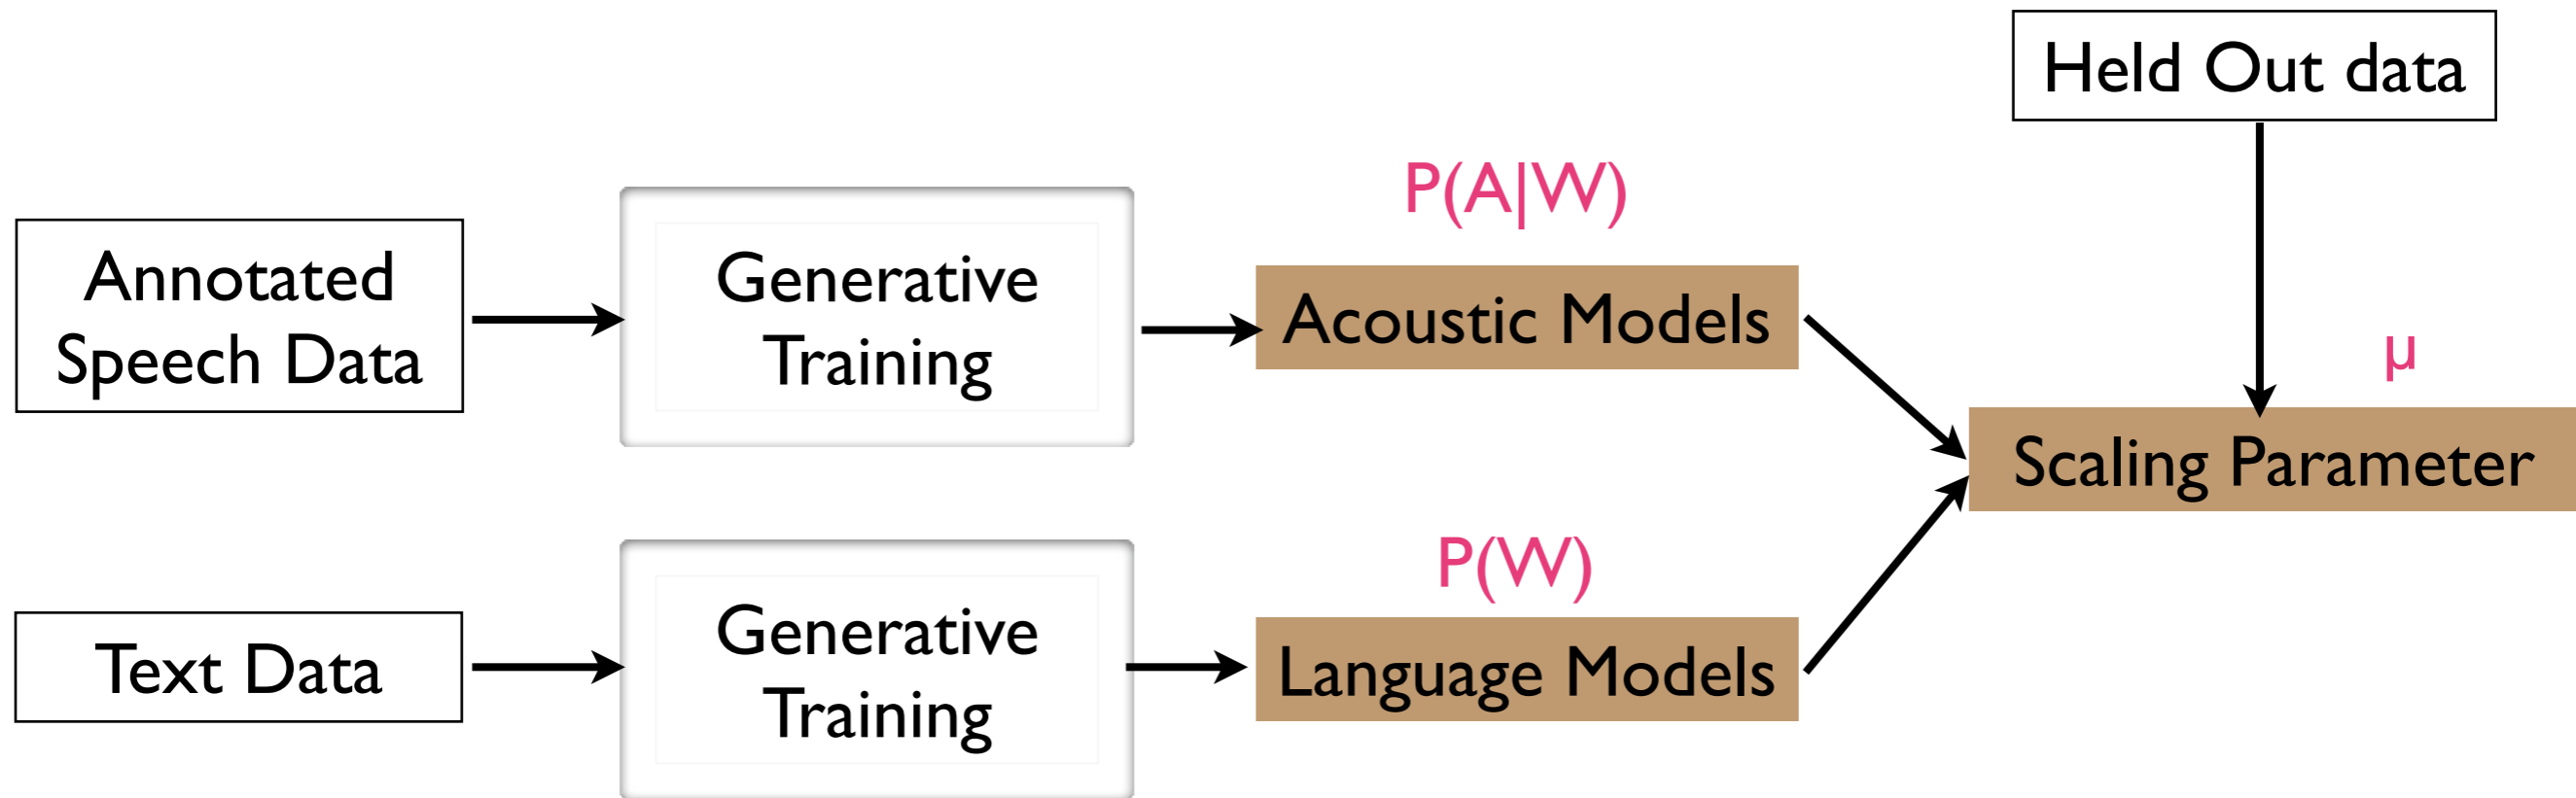 Held Out data
P(A|W)
Annotated
Speech Data
Generative
Training
Acoustic Models
μ
Scaling Parameter
P(W)
Text Data
Generative
Training
Language Models